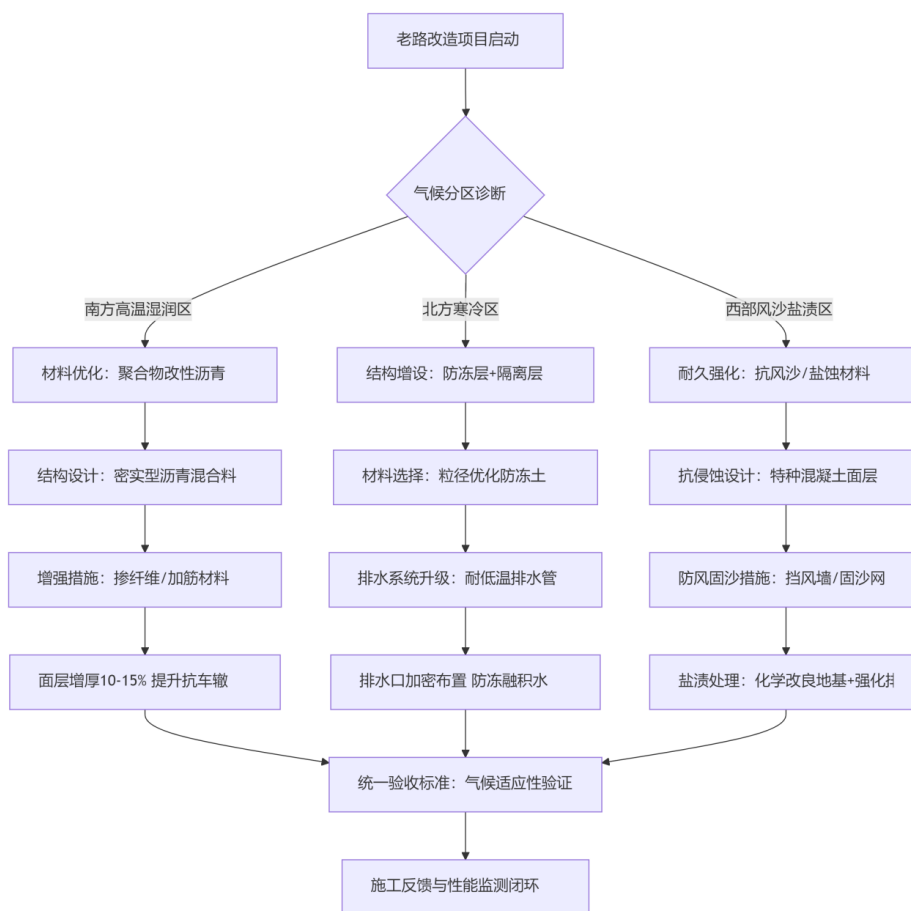 老路改造项目启动
气候分区诊断
南方高温湿润区
北方寒冷区
西部风沙盐渍区
材料优化：聚合物改性沥青
结构增设：防冻层+隔离层
耐久强化：抗风沙/盐蚀材料
结构设计：密实型沥青混合料
材料选择：粒径优化防冻土
抗侵蚀设计：特种混凝土面层
增强措施：掺纤维/加筋材料
排水系统升级：耐低温排水管
防风固沙措施：挡风墙/固沙网
面层增厚10-15% 提升抗车辙
排水口加密布置 防冻融积水
盐渍处理：化学改良地基+强化
统一验收标准：气候适应性验证
施工反馈与性能监测闭环